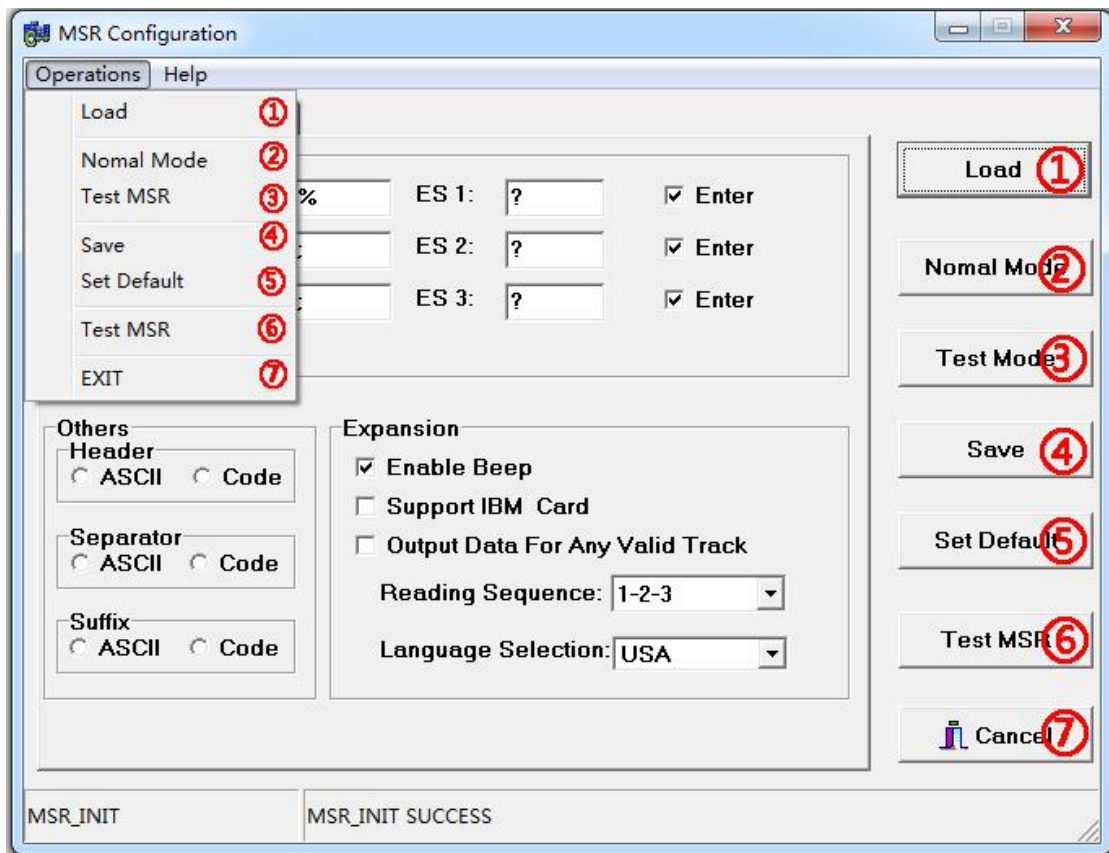 MSR Configuration
Operations Help
Load ①
Nomal Mode ②
Test MSR ③
Save ④
Set Default ⑤
Test MSR ⑥
EXIT ⑦
% ES 1: ? Enter
ES 2: ? Enter
ES 3: ? Enter
Others
Header
ASCII Code
Separator
ASCII Code
Suffix
ASCII Code
Expansion
Enable Beep
Support IBM Card
Output Data For Any Valid Track
Reading Sequence: 1-2-3
Language Selection: USA
Load ①
Nomal Mode ②
Test Mode ③
Save ④
Set Default ⑤
Test MSR ⑥
Cancel ⑦
MSR_INIT MSR_INIT SUCCESS